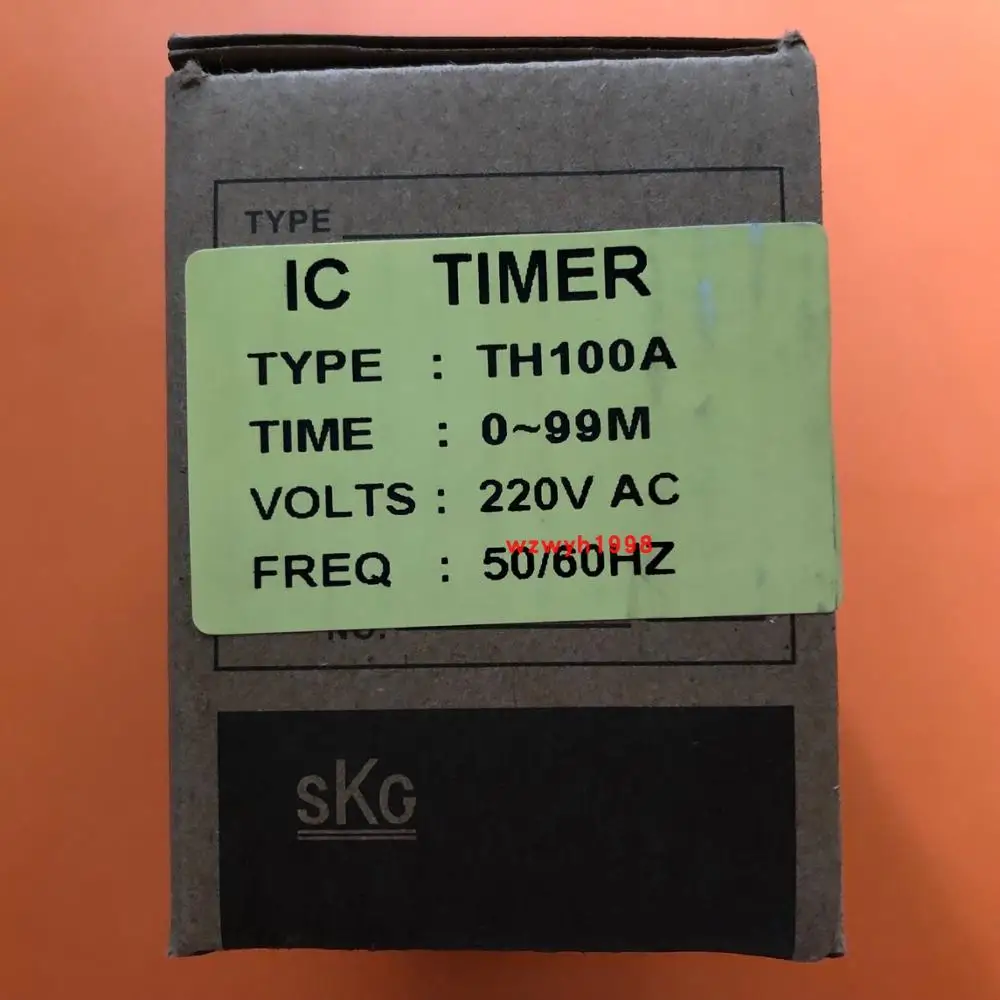 TYPE
IC TIMER
TYPE : TH100A
TIME : 0~99M
VOLTS : 220V AC
wzwyh1998
FREQ : 50/60HZ
NO.
sKG